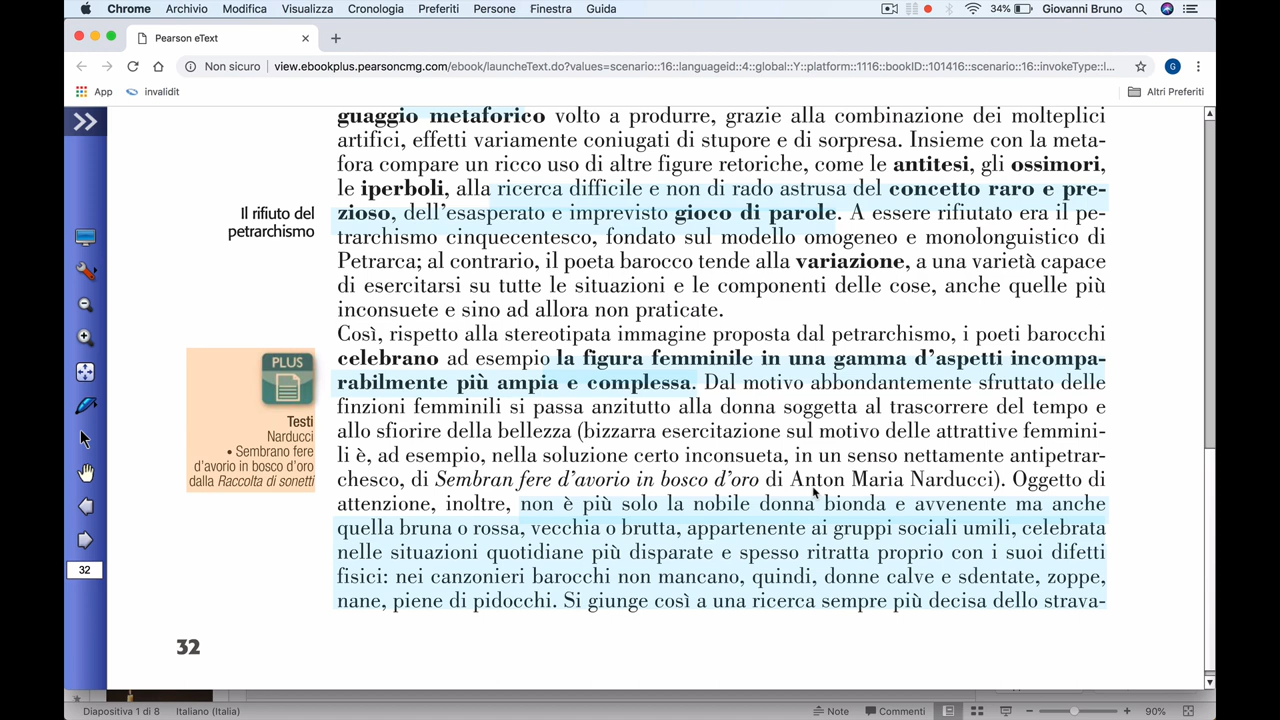 Chrome Archivio Modifica Visualizza Cronologia Preferiti Persone Finestra Guida 34% Giovanni Bruno
Pearson eText
Non sicuro view.ebookplus.pearsoncmg.com/ebook/launcheText.do?values=scenario::16::languageid::4::global::Y::platform::1116::bookID::101416::scenario::16::invokeType::l...
G
App invalidit Altri Preferiti
guaggio metaforico volto a produrre, grazie alla combinazione dei molteplici
artifici, effetti variamente coniugati di stupore e di sorpresa. Insieme con la meta-
fora compare un ricco uso di altre figure retoriche, come le antitesi, gli ossimori,
le iperboli, alla ricerca difficile e non di rado astrusa del concetto raro e pre-
zioso, dell'esasperato e imprevisto gioco di parole. A essere rifiutato era il pe-
trarchismo cinquecentesco, fondato sul modello omogeneo e monolonguistico di
Petrarca; al contrario, il poeta barocco tende alla variazione, a una varietà capace
di esercitarsi su tutte le situazioni e le componenti delle cose, anche quelle più
inconsuete e sino ad allora non praticate.
Il rifiuto del
petrarchismo
Così, rispetto alla stereotipata immagine proposta dal petrarchismo, i poeti barocchi
celebrano ad esempio la figura femminile in una gamma d'aspetti incompa-
rabilmente più ampia e complessa. Dal motivo abbondantemente sfruttato delle
finzioni femminili si passa anzitutto alla donna soggetta al trascorrere del tempo e
allo sfiorire della bellezza (bizzarra esercitazione sul motivo delle attrattive femmini-
li è, ad esempio, nella soluzione certo inconsueta, in un senso nettamente antipetrar-
chesco, di Sembran fere d'avorio in bosco d'oro di Anton Maria Narducci). Oggetto di
attenzione, inoltre, non è più solo la nobile donna bionda e avvenente ma anche
quella bruna o rossa, vecchia o brutta, appartenente ai gruppi sociali umili, celebrata
nelle situazioni quotidiane più disparate e spesso ritratta proprio con i suoi difetti
fisici: nei canzonieri barocchi non mancano, quindi, donne calve e sdentate, zoppe,
nane, piene di pidocchi. Si giunge così a una ricerca sempre più decisa dello strava-
PLUS
Testi
Narducci
• Sembrano fere
d'avorio in bosco d'oro
dalla Raccolta di sonetti
32
32
Diapositiva 1 di 8 Italiano (Italia) Note Commenti 90%